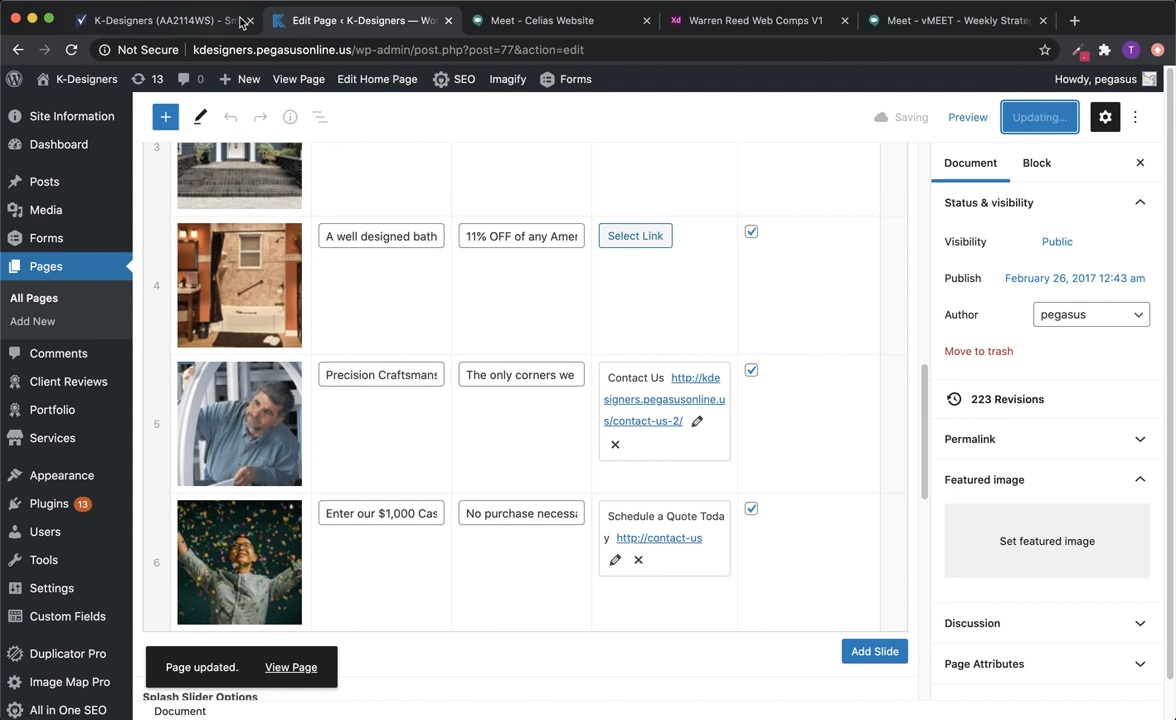 K-Designers (AA2114WS) - Sm
Edit Page ‹ K-Designers — Wo
Meet - Celias Website
Warren Reed Web Comps V1
Meet - vMEET - Weekly Strate
Not Secure
kdesigners.pegasusonline.us/wp-admin/post.php?post=77&action=edit
T
K-Designers
13
0
New
View Page
Edit Home Page
SEO
Imagify
Forms
Howdy, pegasus
Site Information
Dashboard
Posts
Media
Forms
Pages
All Pages
Add New
Comments
Client Reviews
Portfolio
Services
Appearance
Plugins 13
Users
Tools
Settings
Custom Fields
Duplicator Pro
Image Map Pro
All in One SEO
Saving
Preview
Updating...
3
4
A well designed bath
11% OFF of any Amer
Select Link
5
Precision Craftsmans
The only corners we
Contact Us http://kde
signers.pegasusonline.u
s/contact-us-2/
6
Enter our $1,000 Cas
No purchase necessa
Schedule a Quote Toda
y http://contact-us
Add Slide
Page updated.
View Page
Splash Slider Options
Document
Document
Block
Status & visibility
Visibility
Public
Publish
February 26, 2017 12:43 am
Author
pegasus
Move to trash
223 Revisions
Permalink
Featured image
Set featured image
Discussion
Page Attributes